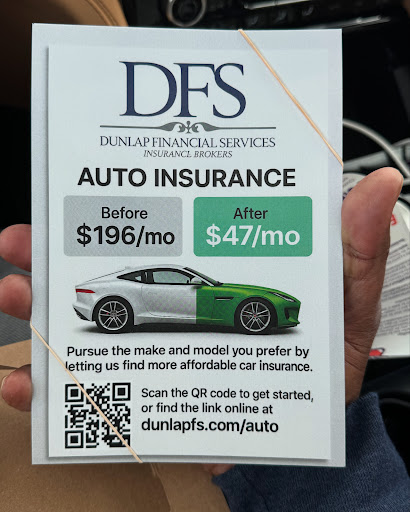 DFS
DUNLAP FINANCIAL SERVICES
INSURANCE BROKERS
AUTO INSURANCE
Before
$196/mo
After
$47/mo
Pursue the make and model you prefer by
letting us find more affordable car insurance.
Scan the QR code to get started,
or find the link online at
dunlapfs.com/auto